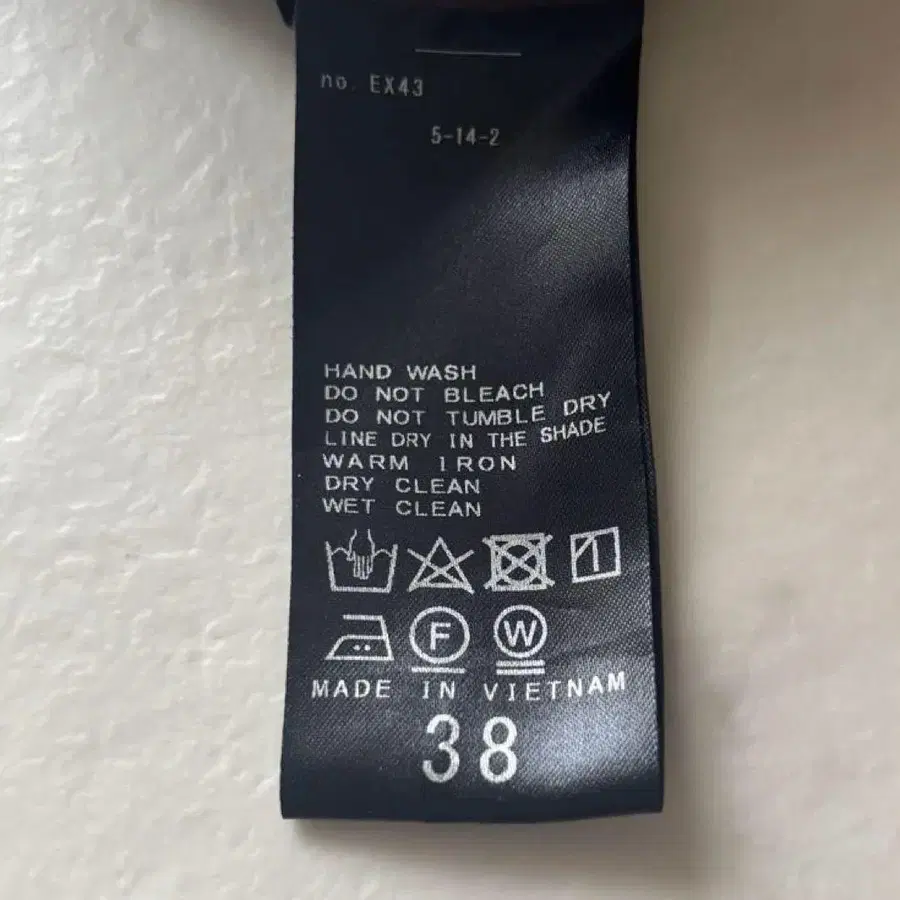 no. EX43
5-14-2
HAND WASH
DO NOT BLEACH
DO NOT TUMBLE DRY
LINE DRY IN THE SHADE
WARM IRON
DRY CLEAN
WET CLEAN
F W
MADE IN VIETNAM
38